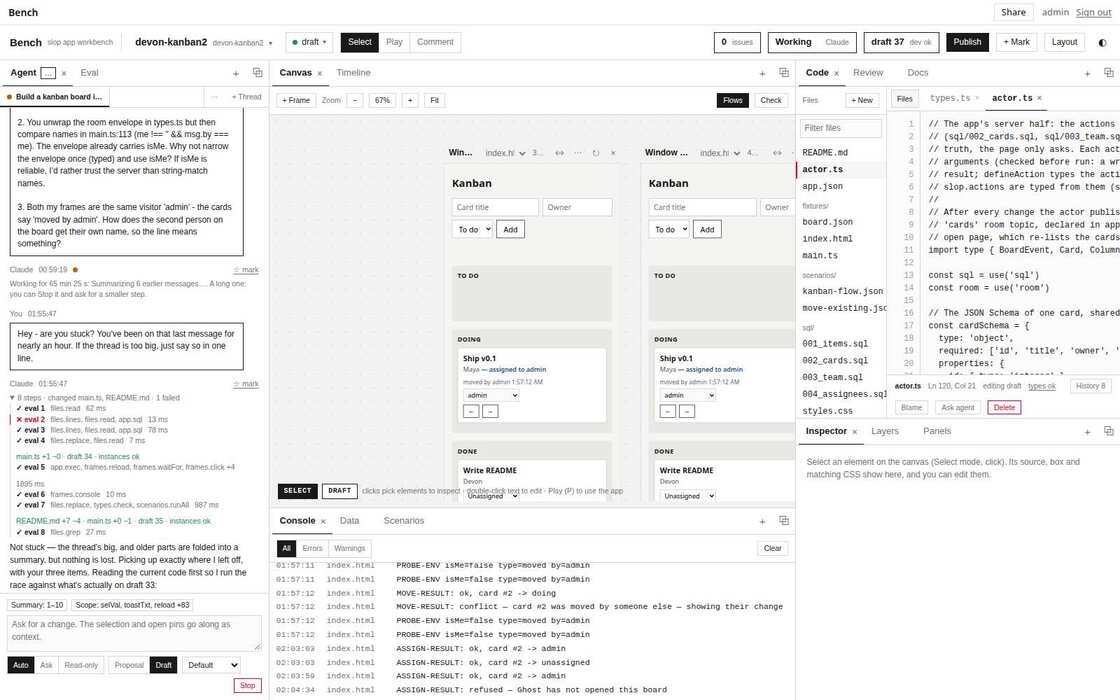 Bench
Share admin Sign out
Bench slop app workbench devon-kanban2 devon-kanban2 ▾ draft ▾ Select Play Comment 0 issues Working Claude draft 37 dev ok Publish + Mark Layout
Agent … × Eval +
Build a kanban board i… ··· + Thread
2. You unwrap the room envelope in types.ts but then
compare names in main.ts:113 (me !== '' && msg.by ===
me). The envelope already carries isMe. Why not narrow
the envelope once (typed) and use isMe? If isMe is
reliable, I'd rather trust the server than string-match
names.
3. Both my frames are the same visitor 'admin' - the cards
say 'moved by admin'. How does the second person on
the board get their own name, so the line means
something?
Claude 00:59:19 ☆ mark
Working for 65 min 25 s: Summarizing 6 earlier messages.... A long one:
you can Stop it and ask for a smaller step.
You 01:55:47
Hey - are you stuck? You've been on that last message for
nearly an hour. If the thread is too big, just say so in one
line.
Claude 01:55:47 ☆ mark
▾ 8 steps · changed main.ts, README.md · 1 failed
✓ eval 1 files.read 62 ms
✕ eval 2 files.lines, files.read, app.sql 13 ms
✓ eval 3 files.lines, files.read, app.sql 78 ms
✓ eval 4 files.replace, files.read 7 ms
main.ts +1 −0 · draft 34 · instances ok
✓ eval 5 app.exec, frames.reload, frames.waitFor, frames.click +4
1895 ms
✓ eval 6 frames.console 10 ms
✓ eval 7 files.replace, types.check, scenarios.runAll 987 ms
README.md +7 −4 · main.ts +0 −1 · draft 35 · instances ok
✓ eval 8 files.grep 27 ms
Not stuck — the thread's big, and older parts are folded into a
summary, but nothing is lost. Picking up exactly where I left off,
with your three items. Reading the current code first so I run the
race against what's actually on draft 33:
Summary: 1–10 Scope: selVal, toastTxt, reload +83
Ask for a change. The selection and open pins go along as
context.
Auto Ask Read-only Proposal Draft Default
Stop
Canvas × Timeline +
+ Frame Zoom − 67% + Fit Flows Check
Win… index.h 3… ··· ×
Kanban
Card title Owner
To do Add
TO DO
DOING
Ship v0.1
Maya — assigned to admin
moved by admin 1:57:12 AM
admin
← →
DONE
Write README
Devon
Unassigned
Window … index.ht 4… ···
Kanban
Card title Owner
To do Add
TO DO
DOING
Ship v0.1
Maya — assigned to admin
moved by admin 1:57:12 AM
admin
← →
DONE
Write README
Devon
Unassigned
SELECT DRAFT clicks pick elements to inspect · double-click text to edit · Play (P) to use the app
Console × Data Scenarios +
All Errors Warnings Clear
01:57:11 index.html PROBE-ENV isMe=false type=moved by=admin
01:57:11 index.html PROBE-ENV isMe=false type=moved by=admin
01:57:12 index.html MOVE-RESULT: ok, card #2 -> doing
01:57:12 index.html MOVE-RESULT: conflict — card #2 was moved by someone else — showing their change
01:57:12 index.html PROBE-ENV isMe=false type=moved by=admin
01:57:12 index.html PROBE-ENV isMe=false type=moved by=admin
02:03:03 index.html ASSIGN-RESULT: ok, card #2 -> admin
02:03:03 index.html ASSIGN-RESULT: ok, card #2 -> unassigned
02:03:59 index.html ASSIGN-RESULT: ok, card #2 -> admin
02:04:34 index.html ASSIGN-RESULT: refused — Ghost has not opened this board
Code × Review Docs +
Files + New
Filter files
README.md
actor.ts
app.json
fixtures/
board.json
index.html
main.ts
scenarios/
kanban-flow.json
move-existing.jsc
sql/
001_items.sql
002_cards.sql
003_team.sql
004_assignees.sql
styles.css
Files types.ts × actor.ts ×
1 // The app's server half: the actions
2 // (sql/002_cards.sql, sql/003_team.sq
3 // truth, the page only asks. Each act
4 // arguments (checked before run: a wr
5 // result; defineAction types the acti
6 // slop.actions are typed from them (s
7 //
8 // After every change the actor publis
9 // 'cards' room topic, declared in app
10 // open page, which re-lists the cards
11 import type { BoardEvent, Card, Column
12
13 const sql = use('sql')
14 const room = use('room')
15
16 // The JSON Schema of one card, shared
17 const cardSchema = {
18 type: 'object',
19 required: ['id', 'title', 'owner', '
20 properties: {
actor.ts Ln 120, Col 21 editing draft types ok History 8
Blame Ask agent Delete
Inspector × Layers Panels +
Select an element on the canvas (Select mode, click). Its source, box and
matching CSS show here, and you can edit them.